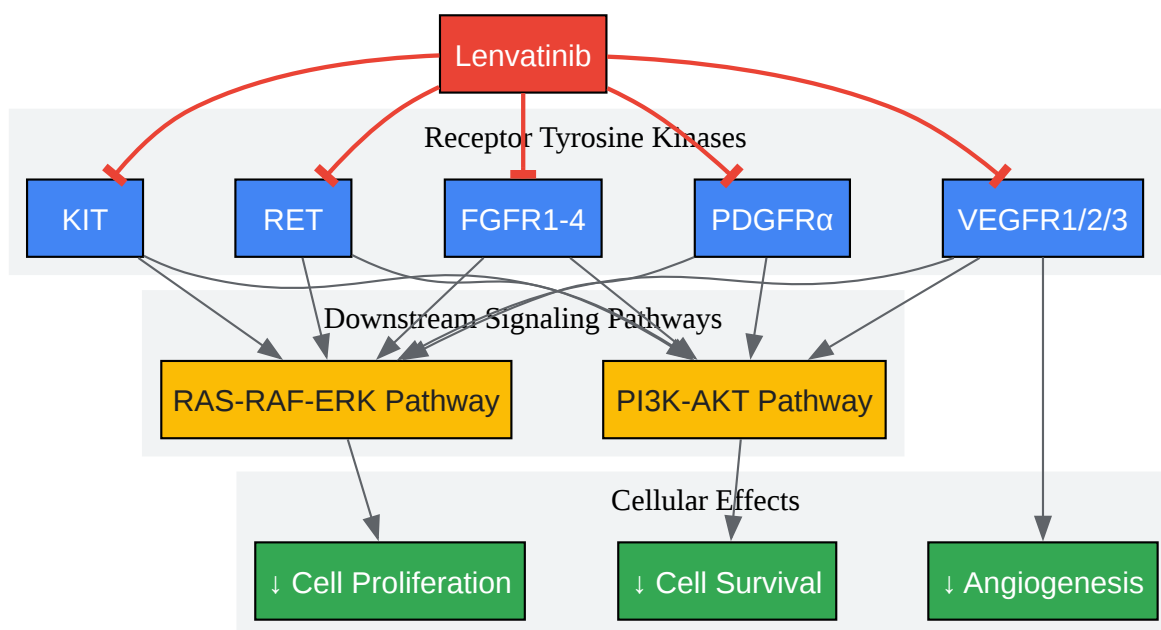 Lenvatinib
Receptor Tyrosine Kinases
KIT
RET
FGFR1-4
PDGFRα
VEGFR1/2/3
Downstream Signaling Pathways
RAS-RAF-ERK Pathway
PI3K-AKT Pathway
Cellular Effects
↓ Cell Proliferation
↓ Cell Survival
↓ Angiogenesis